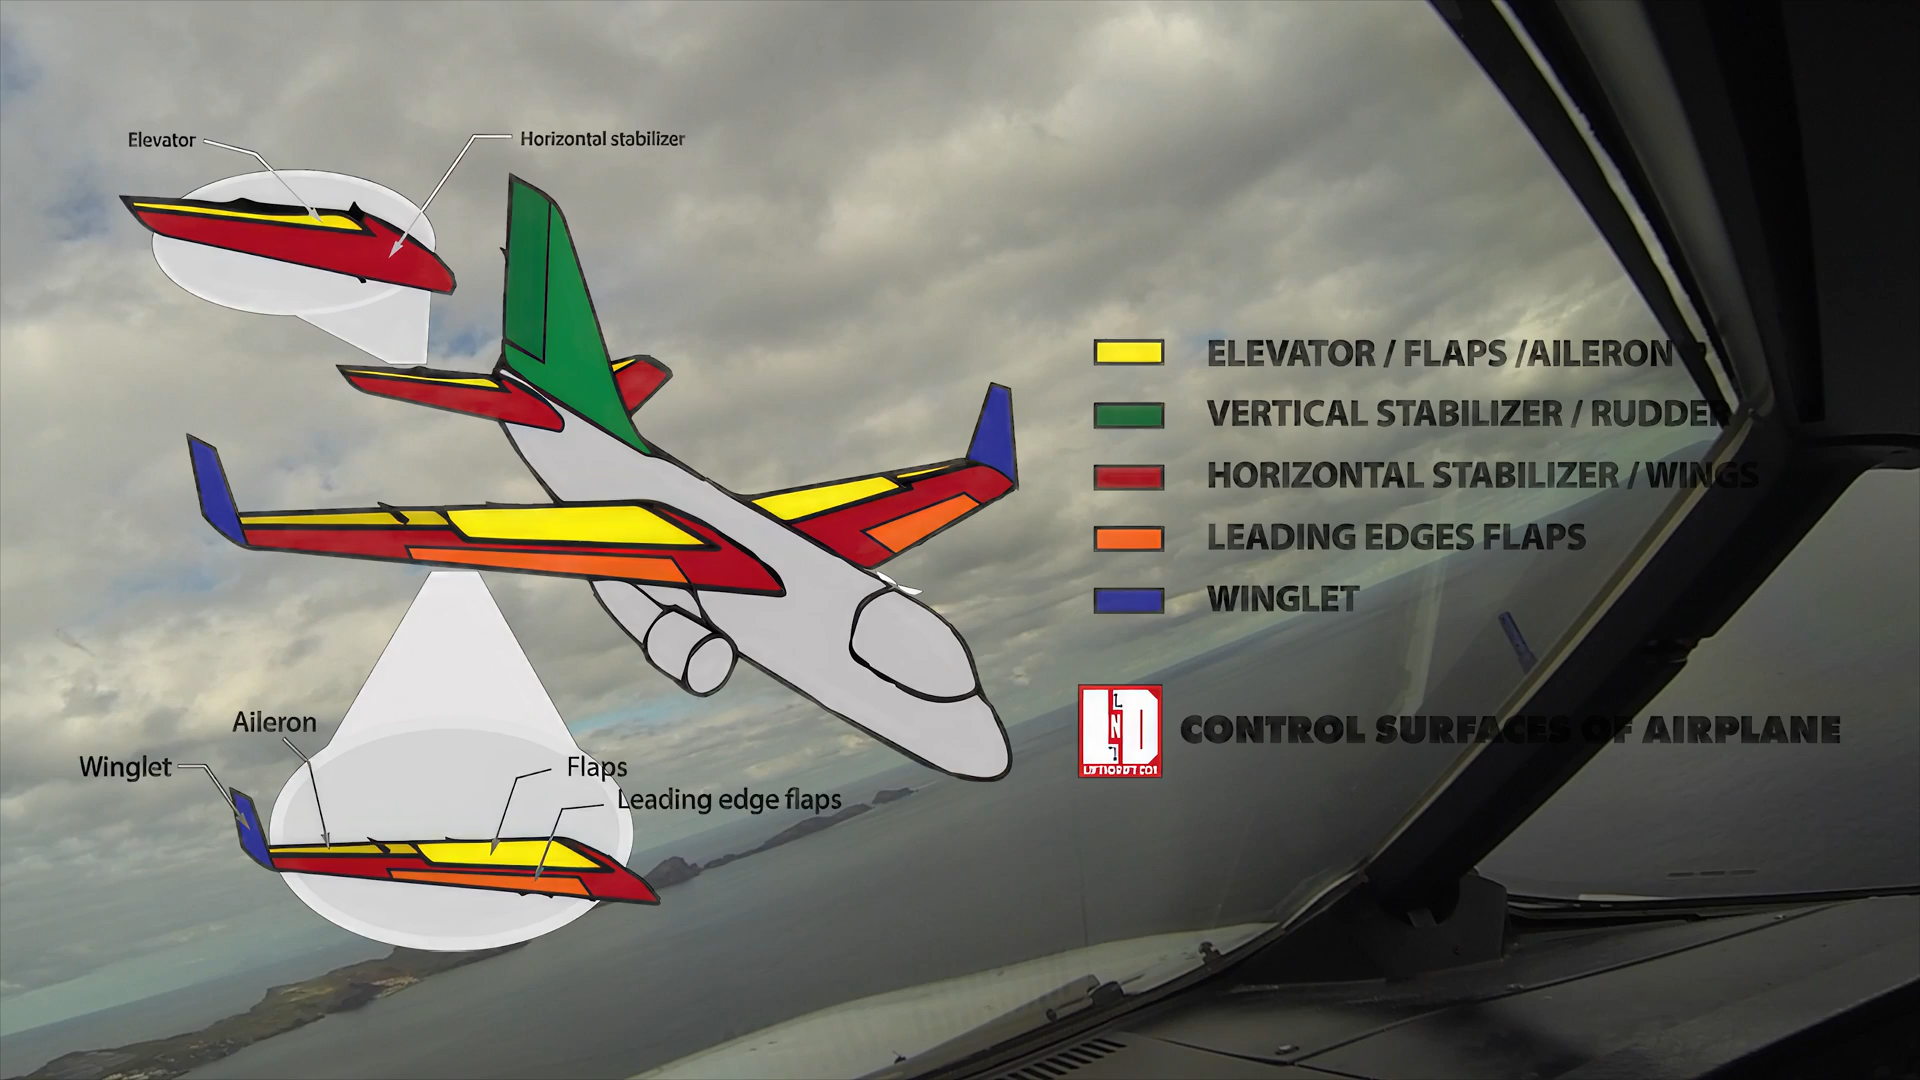 Elevator
Horizontal stabilizer
ELEVATOR / FLAPS /AILERON
VERTICAL STABILIZER / RUDDER
HORIZONTAL STABILIZER / WINGS
LEADING EDGES FLAPS
WINGLET
Aileron
Winglet
Flaps
Leading edge flaps
LND
CONTROL SURFACES OF AIRPLANE